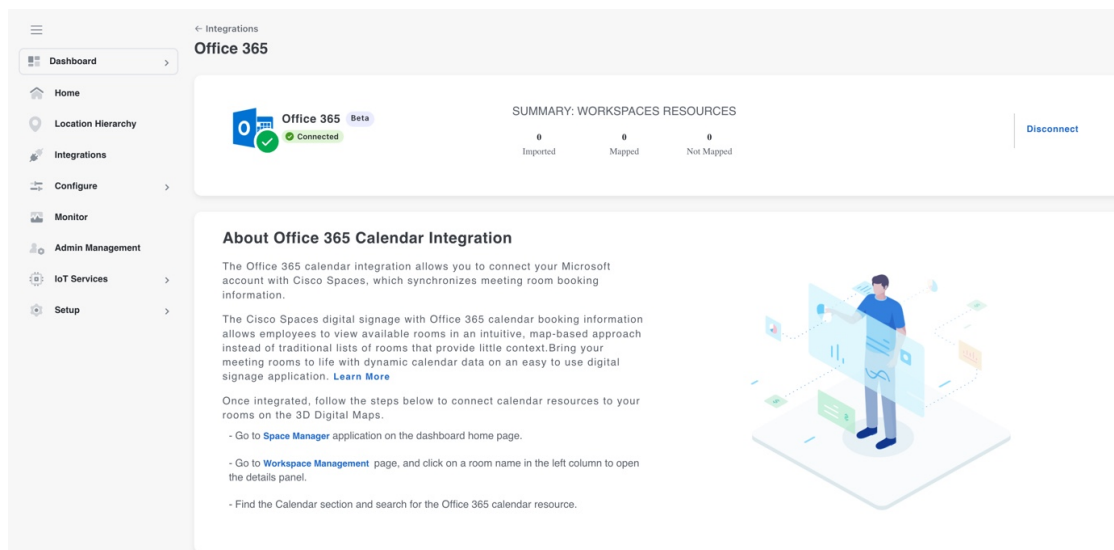 ← Integrations
Office 365
Dashboard
Home
Location Hierarchy
Integrations
Configure
Monitor
Admin Management
IoT Services
Setup
Office 365 Beta
Connected
SUMMARY: WORKSPACES RESOURCES
0 0 0
Imported Mapped Not Mapped
Disconnect
About Office 365 Calendar Integration
The Office 365 calendar integration allows you to connect your Microsoft
account with Cisco Spaces, which synchronizes meeting room booking
information.
The Cisco Spaces digital signage with Office 365 calendar booking information
allows employees to view available rooms in an intuitive, map-based approach
instead of traditional lists of rooms that provide little context.Bring your
meeting rooms to life with dynamic calendar data on an easy to use digital
signage application. Learn More
Once integrated, follow the steps below to connect calendar resources to your
rooms on the 3D Digital Maps.
- Go to Space Manager application on the dashboard home page.
- Go to Workspace Management page, and click on a room name in the left column to open
the details panel.
- Find the Calendar section and search for the Office 365 calendar resource.